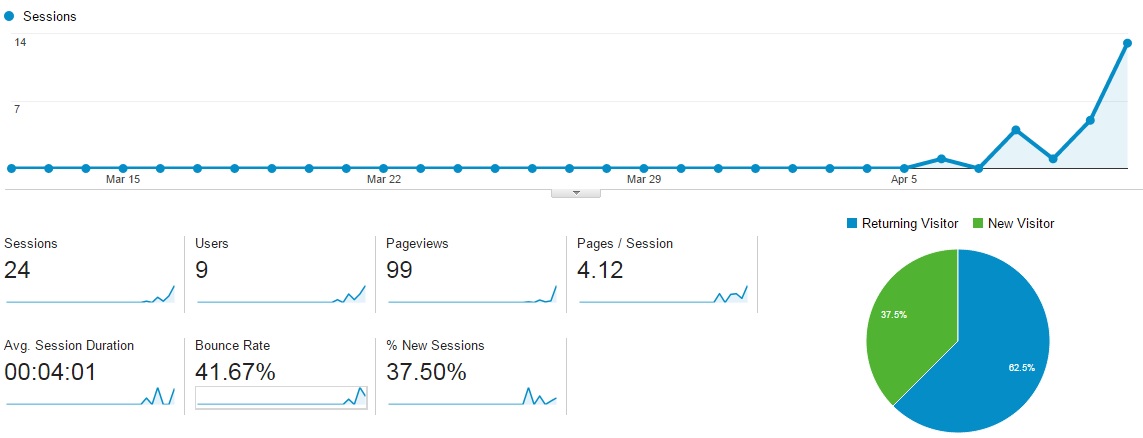 Sessions
14
7
Mar 15 Mar 22 Mar 29 Apr 5
Returning Visitor New Visitor
Sessions Users Pageviews Pages / Session
24 9 99 4.12
37.5%
62.5%
Avg. Session Duration Bounce Rate % New Sessions
00:04:01 41.67% 37.50%